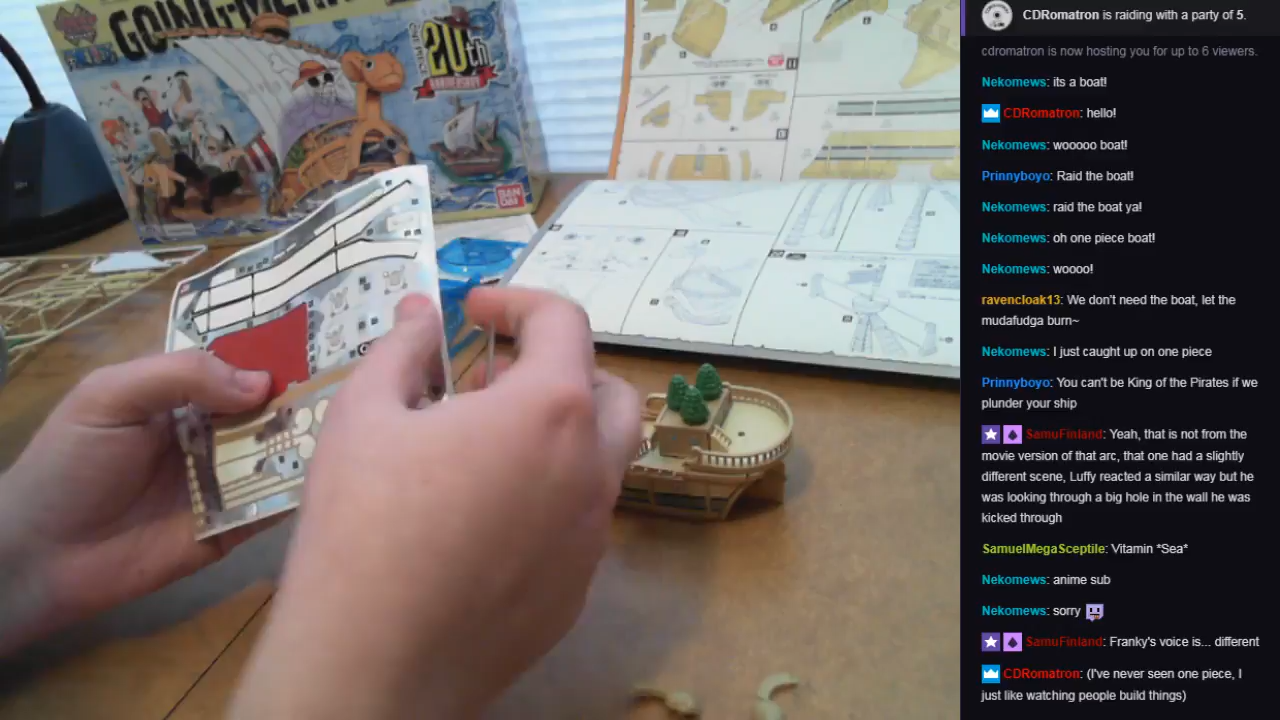 GOING MERRY
ONE PIECE
20th
ANNIVERSARY
BAN
DAI
11
CDRomatron is raiding with a party of 5.
cdromatron is now hosting you for up to 6 viewers.
Nekomews: its a boat!
CDRomatron: hello!
Nekomews: wooooo boat!
Prinnyboyo: Raid the boat!
Nekomews: raid the boat ya!
Nekomews: oh one piece boat!
Nekomews: woooo!
ravencloak13: We don't need the boat, let the
mudafudga burn~
Nekomews: I just caught up on one piece
Prinnyboyo: You can't be King of the Pirates if we
plunder your ship
SamuFinland: Yeah, that is not from the
movie version of that arc, that one had a slightly
different scene, Luffy reacted a similar way but he
was looking through a big hole in the wall he was
kicked through
SamuelMegaSceptile: Vitamin *Sea*
Nekomews: anime sub
Nekomews: sorry
SamuFinland: Franky's voice is... different
CDRomatron: (I've never seen one piece, I
just like watching people build things)